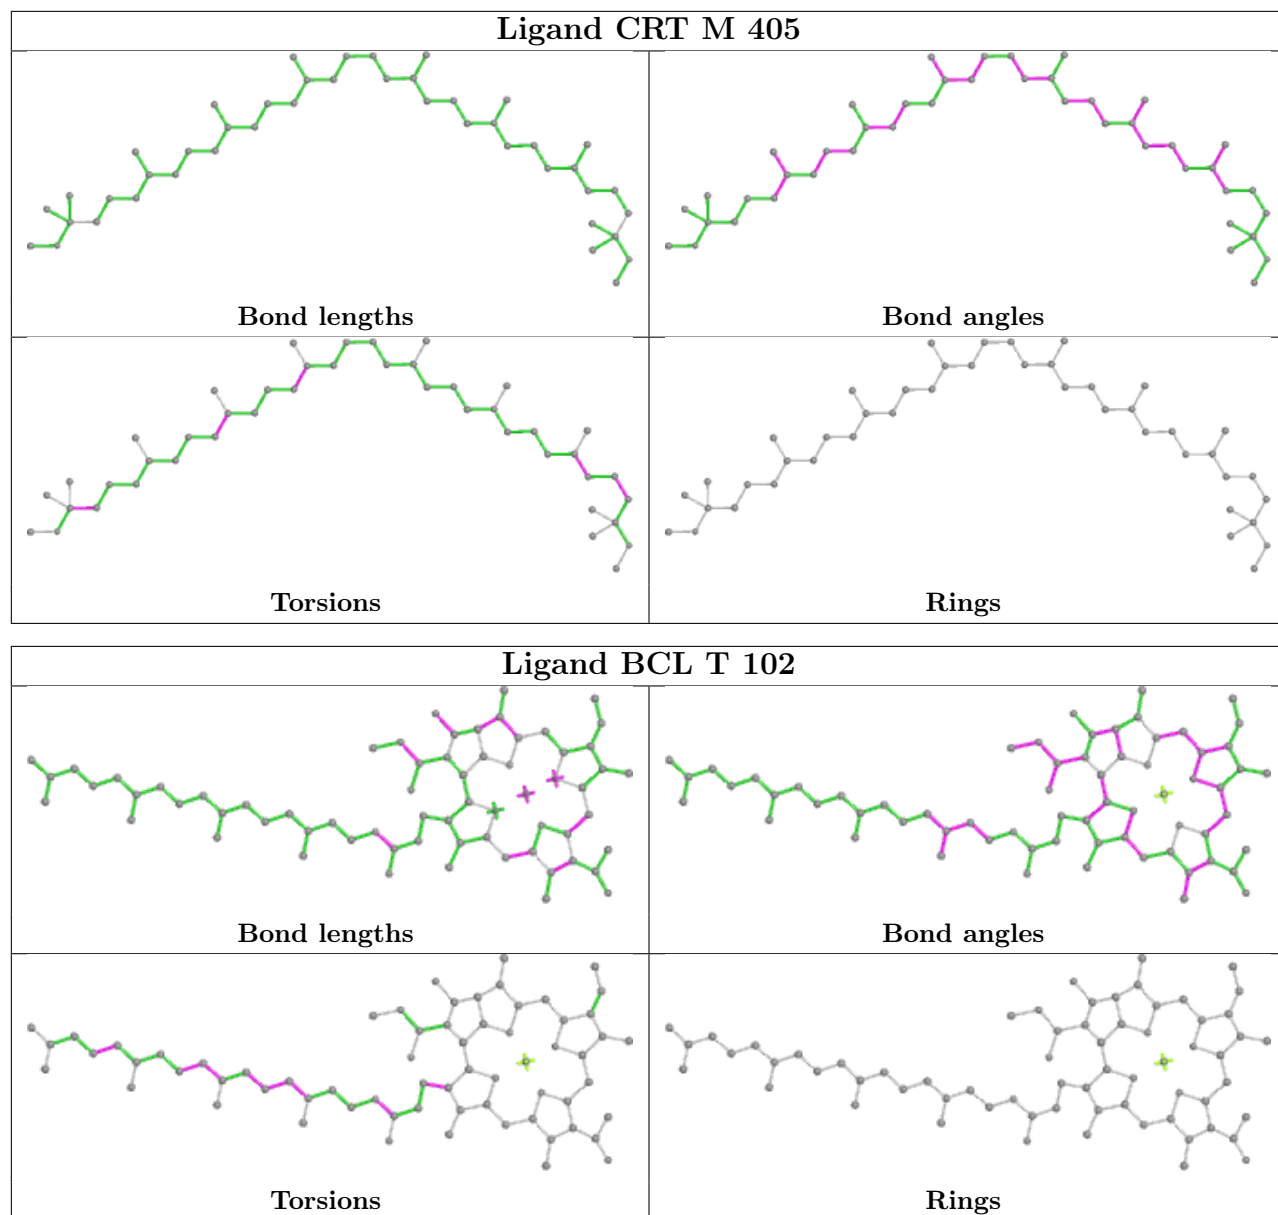 Ligand CRT M 405
Bond lengths
Bond angles
Torsions
Rings
Ligand BCL T 102
Bond lengths
Bond angles
Torsions
Rings